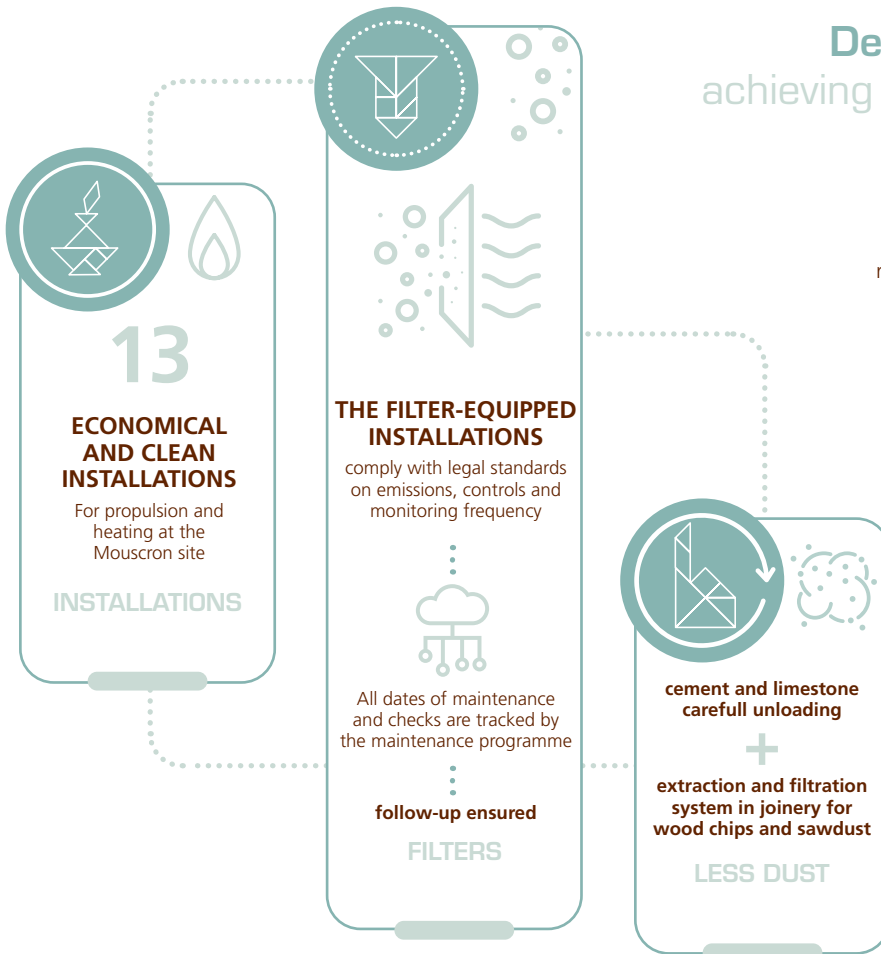 De
achieving
r
13
ECONOMICAL
AND CLEAN
INSTALLATIONS
For propulsion and
heating at the
Mouscron site
INSTALLATIONS
THE FILTER-EQUIPPED
INSTALLATIONS
comply with legal standards
on emissions, controls and
monitoring frequency
All dates of maintenance
and checks are tracked by
the maintenance programme
follow-up ensured
FILTERS
cement and limestone
carefull unloading
+
extraction and filtration
system in joinery for
wood chips and sawdust
LESS DUST